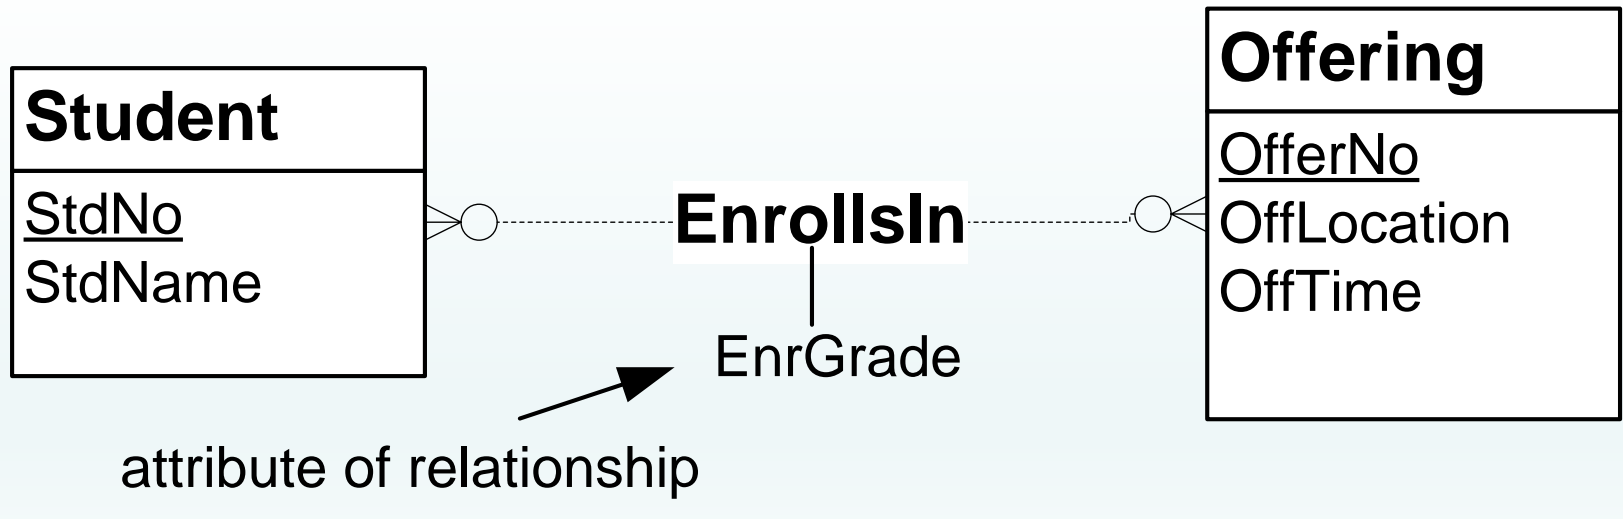 Student
StdNo
StdName
EnrollsIn
EnrGrade
attribute of relationship
Offering
OfferNo
OffLocation
OffTime